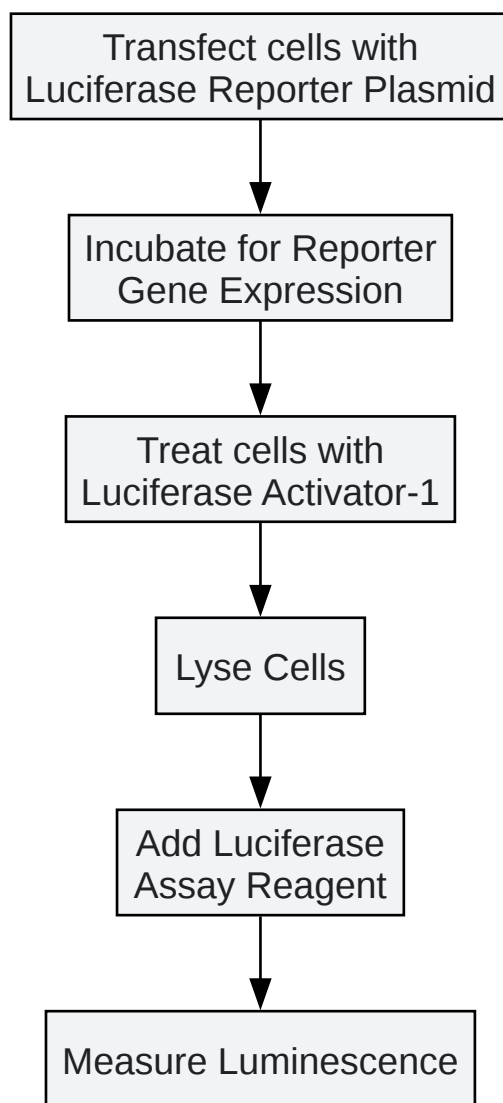 Transfect cells with
Luciferase Reporter Plasmid
Incubate for Reporter
Gene Expression
Treat cells with
Luciferase Activator-1
Lyse Cells
Add Luciferase
Assay Reagent
Measure Luminescence